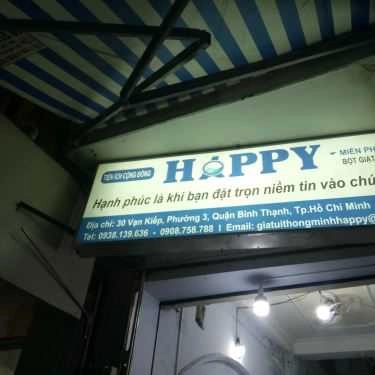 TIỆN ÍCH CỘNG ĐỒNG HAPPY - MIỄN PH
BỘT GIẶT
Hạnh phúc là khi bạn đặt trọn niềm tin vào chú
Địa chỉ: 30 Vạn Kiếp, Phường 3, Quận Bình Thạnh, Tp.Hồ Chí Minh
Tel: 0938.139.636 - 0908.758.788 I Email: giatuithongminhhappy@